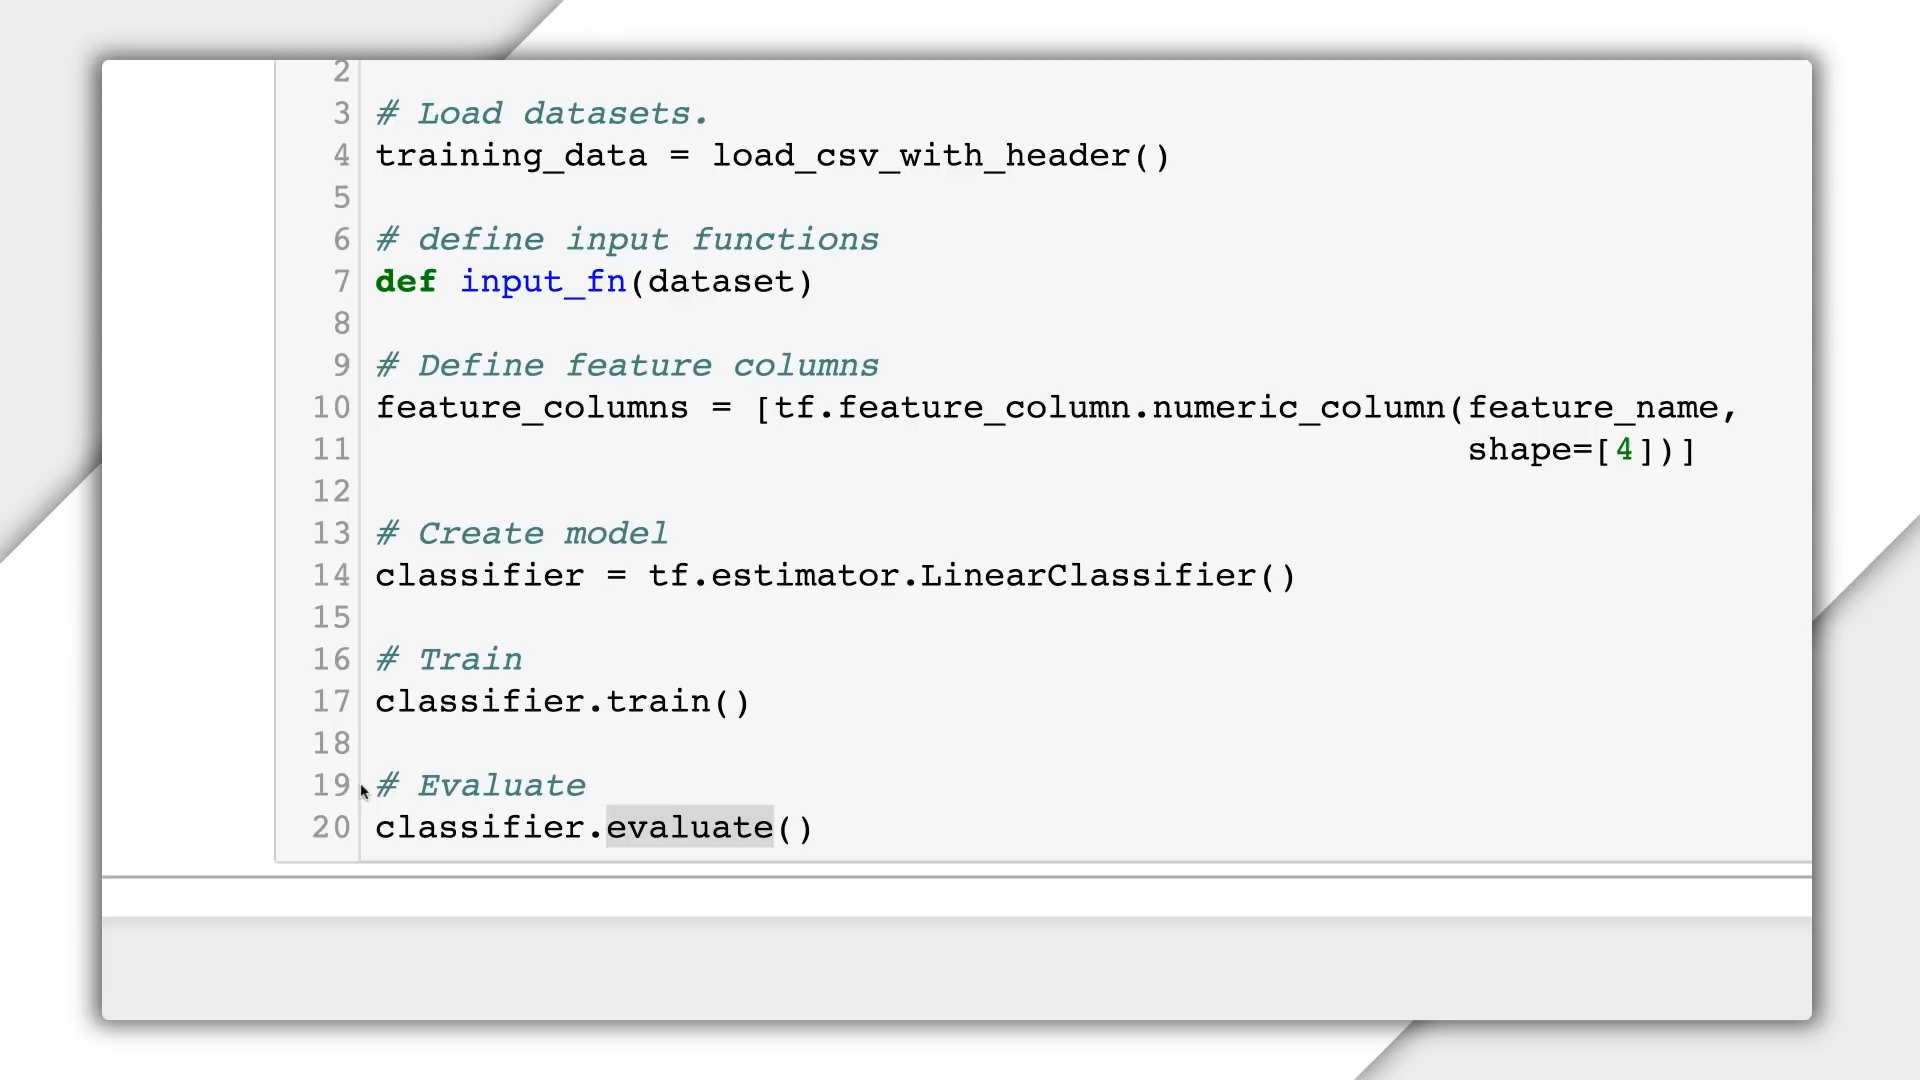 2
3 # Load datasets.
4 training_data = load_csv_with_header()
5
6 # define input functions
7 def input_fn(dataset)
8
9 # Define feature columns
10 feature_columns = [tf.feature_column.numeric_column(feature_name,
11 shape=[4])]
12
13 # Create model
14 classifier = tf.estimator.LinearClassifier()
15
16 # Train
17 classifier.train()
18
19 # Evaluate
20 classifier.evaluate()